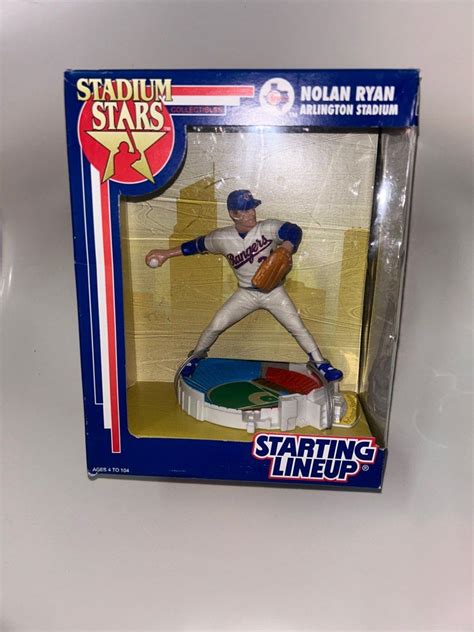 STADIUM
STARS
COLLECTIBLES
NOLAN RYAN
ARLINGTON STADIUM
Rangers
STARTING
LINEUP®
AGES 4 TO 104